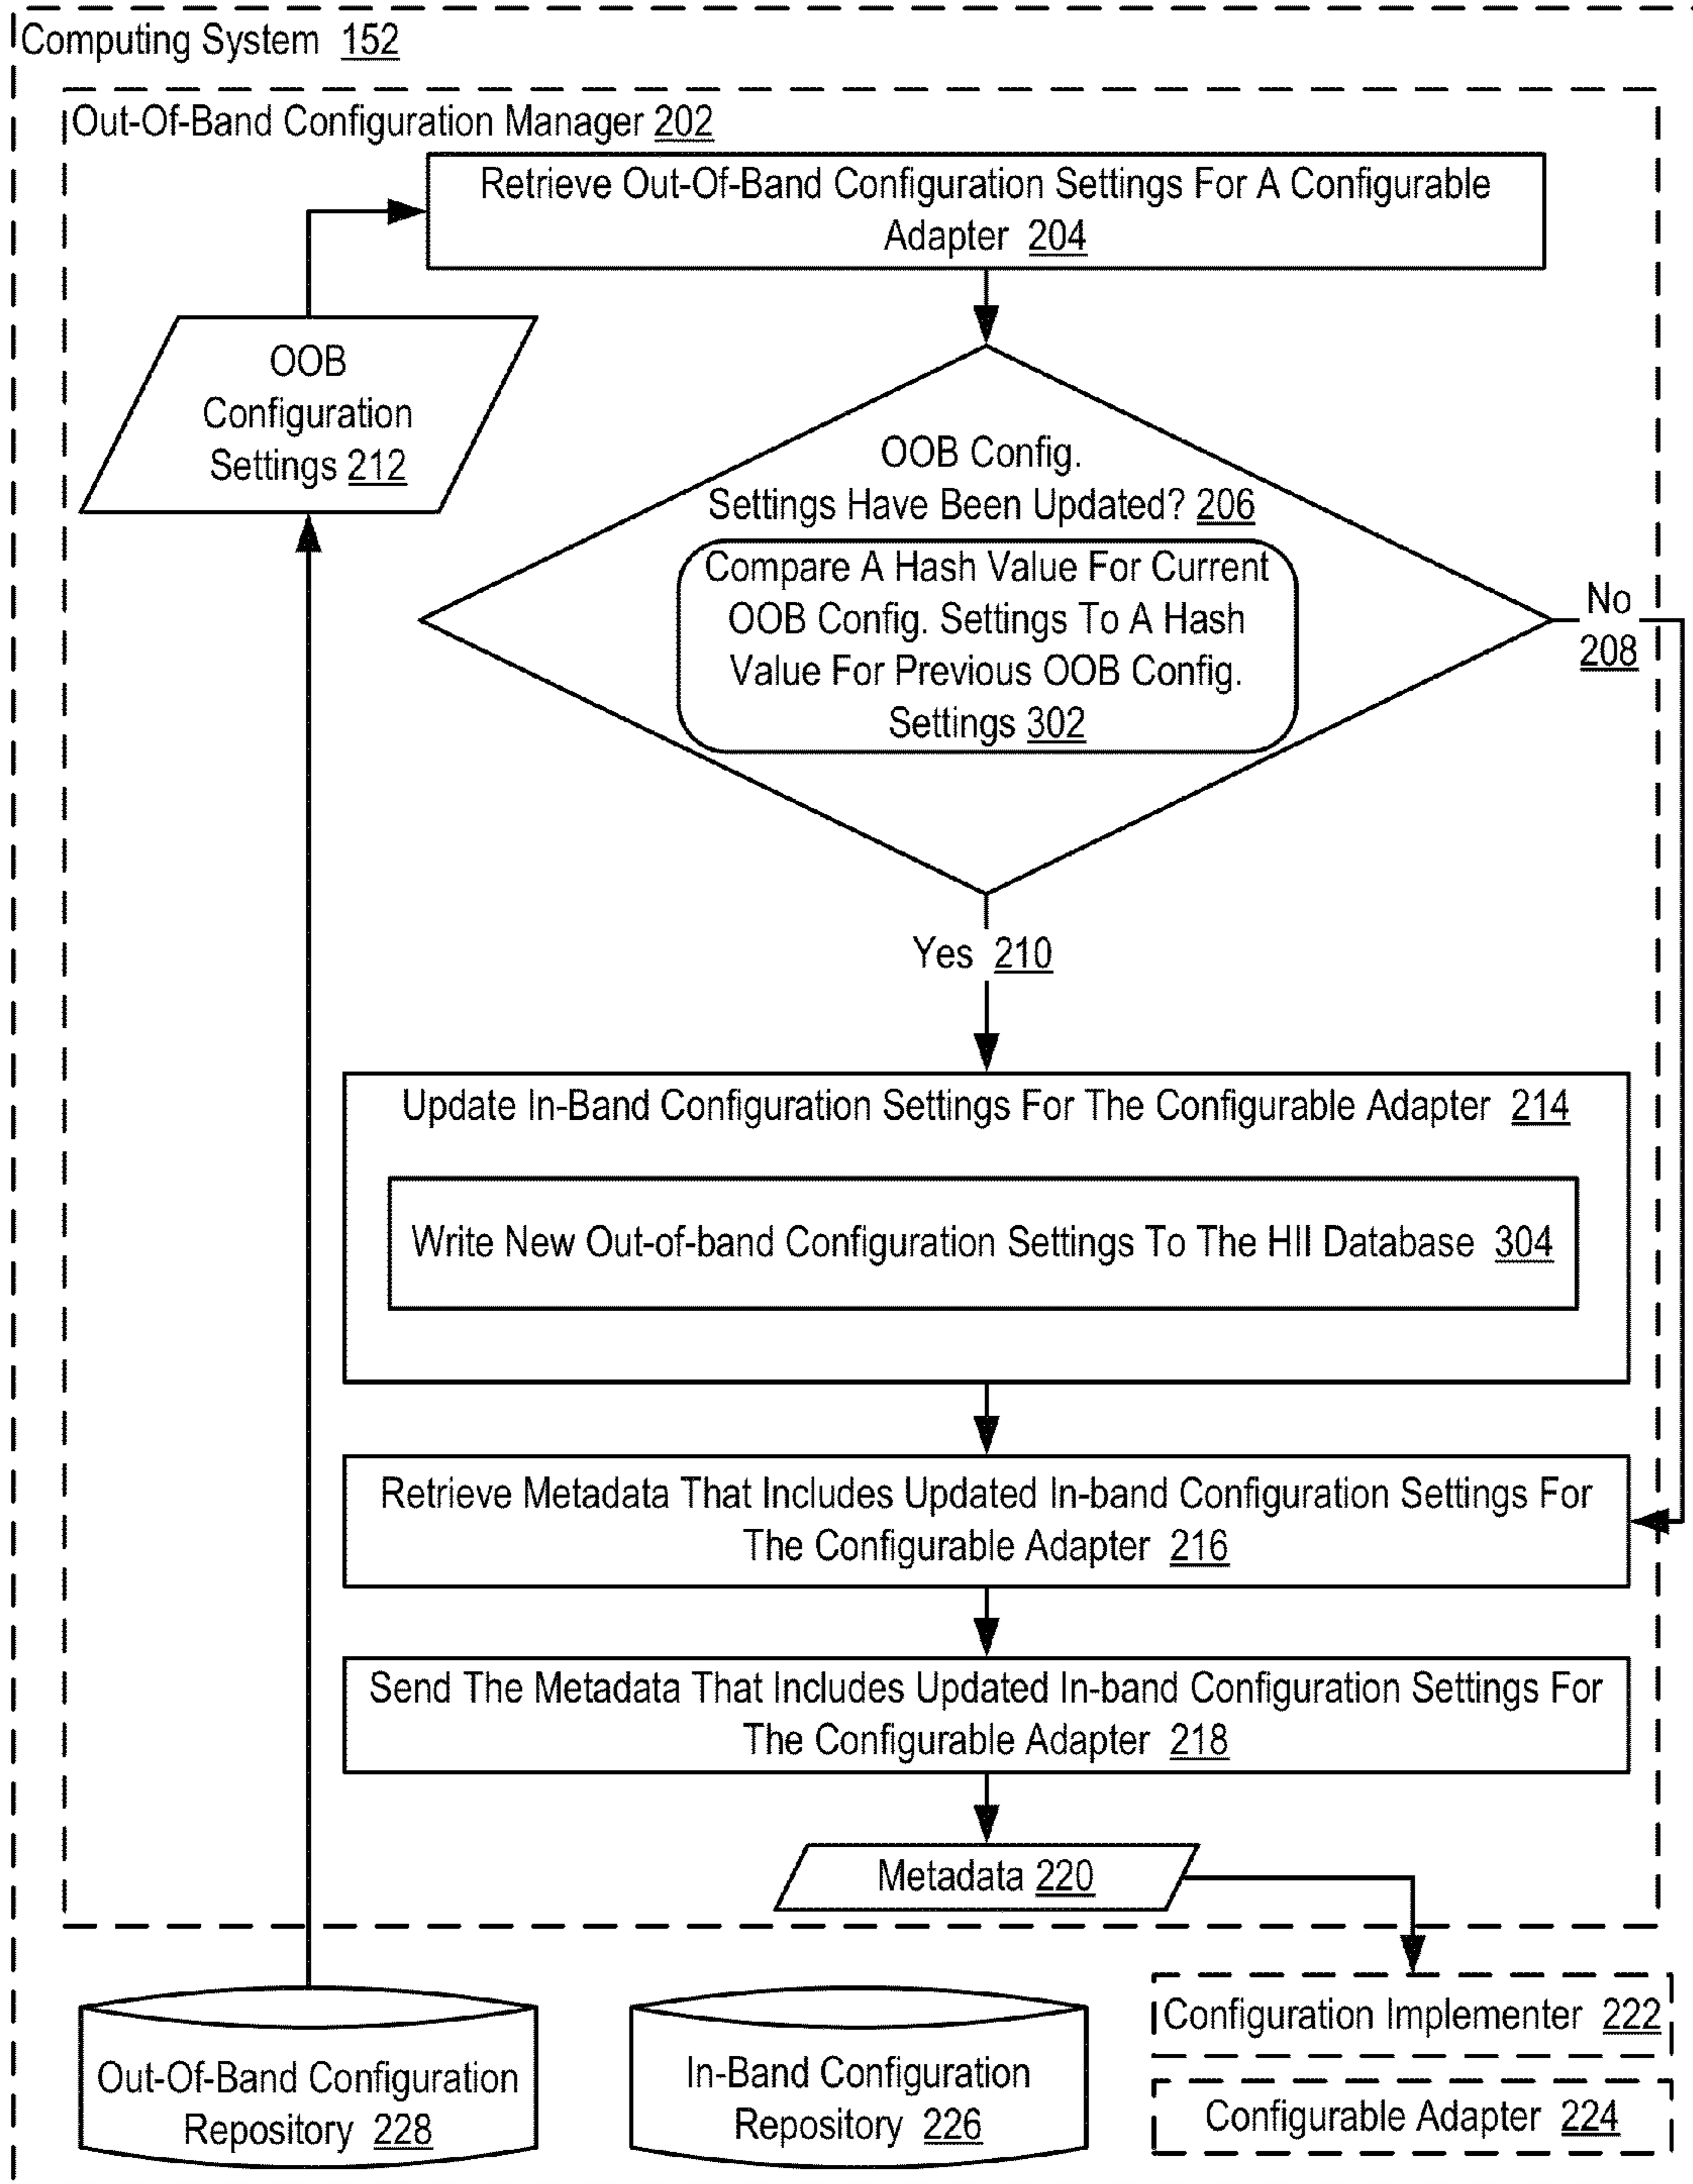 Computing System 152
Out-Of-Band Configuration Manager 202
Retrieve Out-Of-Band Configuration Settings For A Configurable
Adapter 204
OOB
Configuration
Settings 212
OOB Config.
Settings Have Been Updated? 206
Compare A Hash Value For Current
OOB Config. Settings To A Hash
Value For Previous OOB Config.
Settings 302
No
208
Yes 210
Update In-Band Configuration Settings For The Configurable Adapter 214
Write New Out-of-band Configuration Settings To The HII Database 304
Retrieve Metadata That Includes Updated In-band Configuration Settings For
The Configurable Adapter 216
Send The Metadata That Includes Updated In-band Configuration Settings For
The Configurable Adapter 218
Metadata 220
Out-Of-Band Configuration
Repository 228
In-Band Configuration
Repository 226
Configuration Implementer 222
Configurable Adapter 224